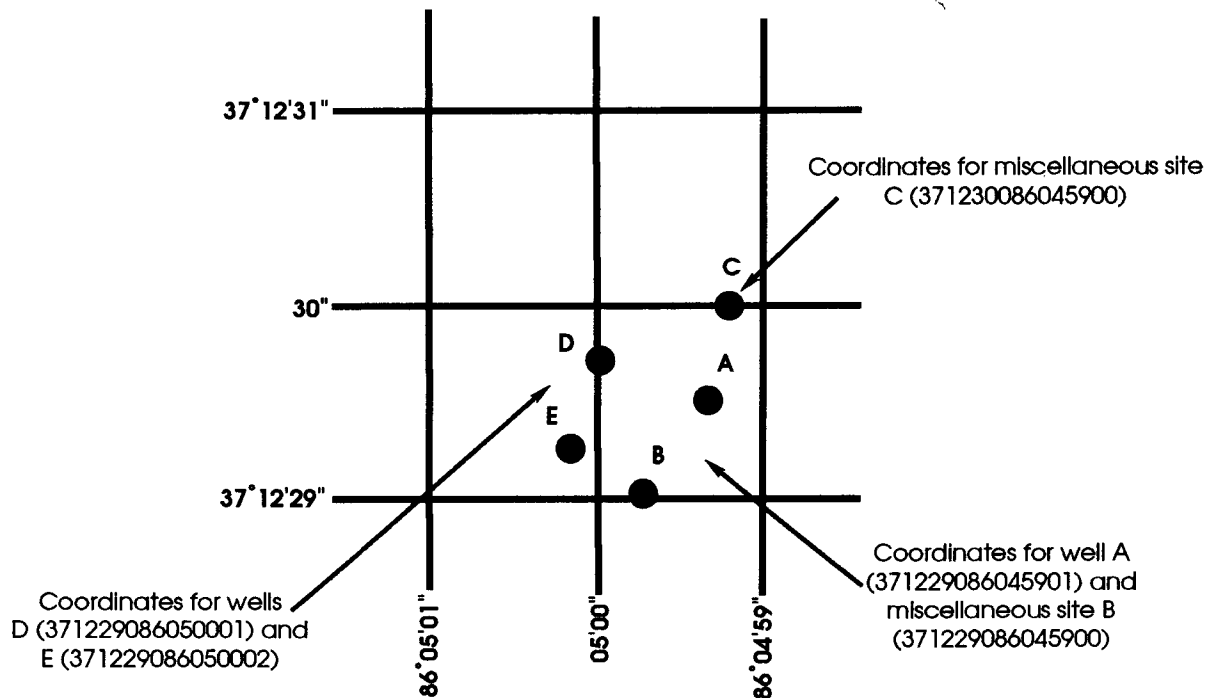 37°12'31"
Coordinates for miscellaneous site
C (371230086045900)
C
30"
D
A
E
B
37°12'29"
Coordinates for wells
D (371229086050001) and
E (371229086050002)
86°05'01"
05'00"
86°04'59"
Coordinates for well A
(371229086045901) and
miscellaneous site B
(371229086045900)